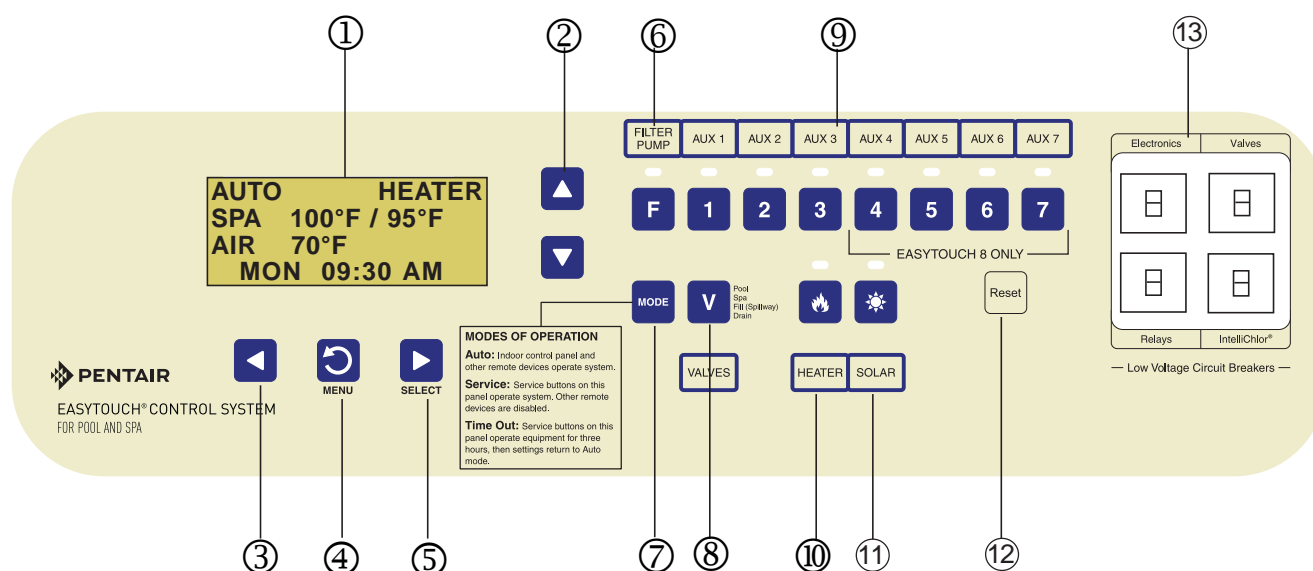 ① ② ⑥ ⑨ ⑬
FILTER PUMP AUX 1 AUX 2 AUX 3 AUX 4 AUX 5 AUX 6 AUX 7
F 1 2 3 4 5 6 7
EASYTOUCH 8 ONLY
AUTO HEATER
SPA 100°F / 95°F
AIR 70°F
MON 09:30 AM
Electronics Valves
Relays IntelliChlor®
Low Voltage Circuit Breakers
MODE V
Pool
Spa
Fill (Spillway)
Drain
Reset
VALVES HEATER SOLAR
MENU SELECT
PENTAIR
EASYTOUCH® CONTROL SYSTEM
FOR POOL AND SPA
MODES OF OPERATION
Auto: Indoor control panel and
other remote devices operate system.
Service: Service buttons on this
panel operate system. Other remote
devices are disabled.
Time Out: Service buttons on this
panel operate equipment for three
hours, then settings return to Auto
mode.
③ ④ ⑤ ⑦ ⑧ ⑩ ⑪ ⑫